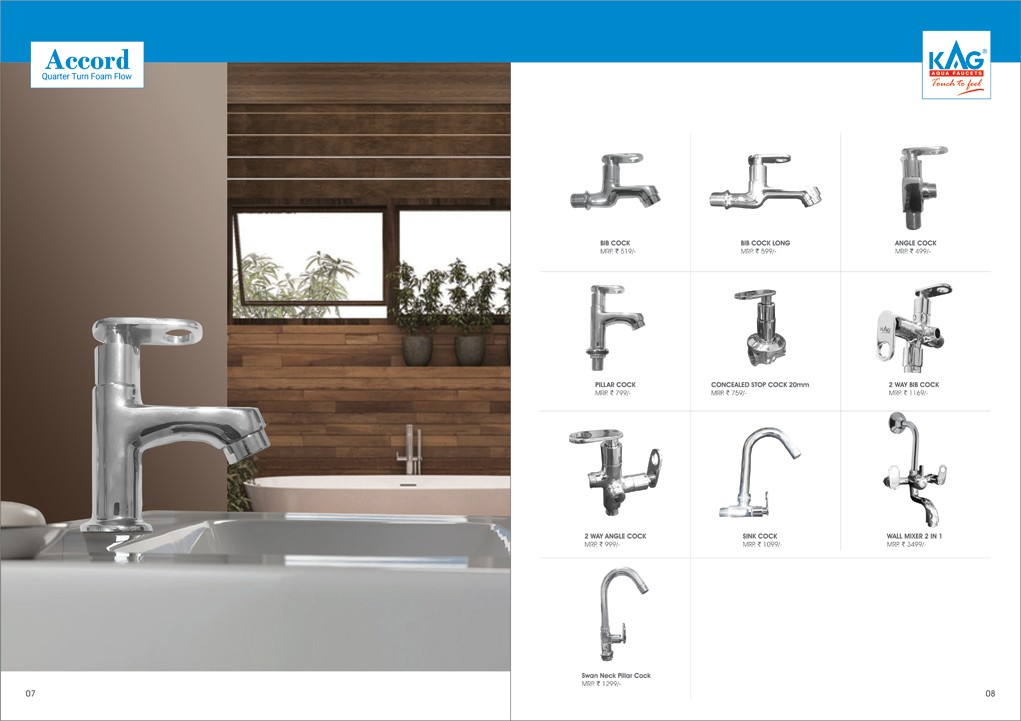 Accord
Quarter Turn Foam Flow
KAG®
AQUA FAUCETS
Touch to feel
BIB COCK
MRP. ₹ 519/-
BIB COCK LONG
MRP. ₹ 599/-
ANGLE COCK
MRP. ₹ 499/-
PILLAR COCK
MRP. ₹ 799/-
CONCEALED STOP COCK 20mm
MRP. ₹ 759/-
KAG
2 WAY BIB COCK
MRP. ₹ 1169/-
2 WAY ANGLE COCK
MRP. ₹ 999/-
SINK COCK
MRP. ₹ 1099/-
WALL MIXER 2 IN 1
MRP. ₹ 3499/-
Swan Neck Pillar Cock
MRP. ₹ 1299/-
07
08